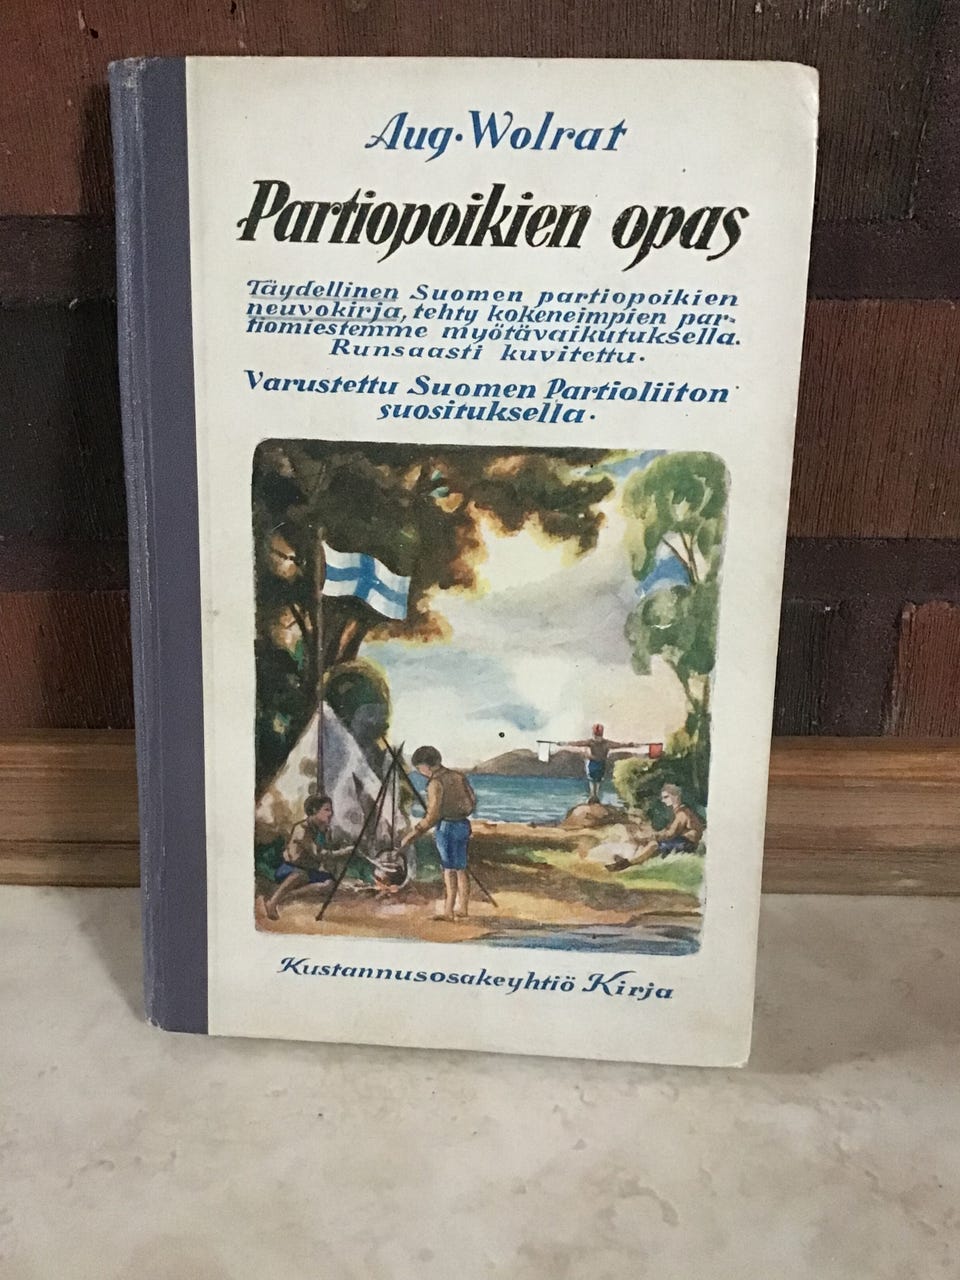 Aug. Wolrat
Partiopoikien opas
Täydellinen Suomen partiopoikien
neuvokirja, tehty kokeneimpien par-
tiomiestemme myötävaikutuksella.
Runsaasti kuvitettu.
Varustettu Suomen Partioliiton
suosituksella.
Kustannusosakeyhtiö Kirja